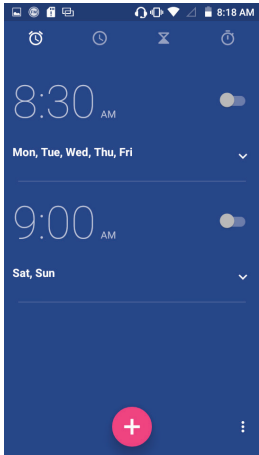 8:18 AM
8:30 AM
Mon, Tue, Wed, Thu, Fri
9:00 AM
Sat, Sun